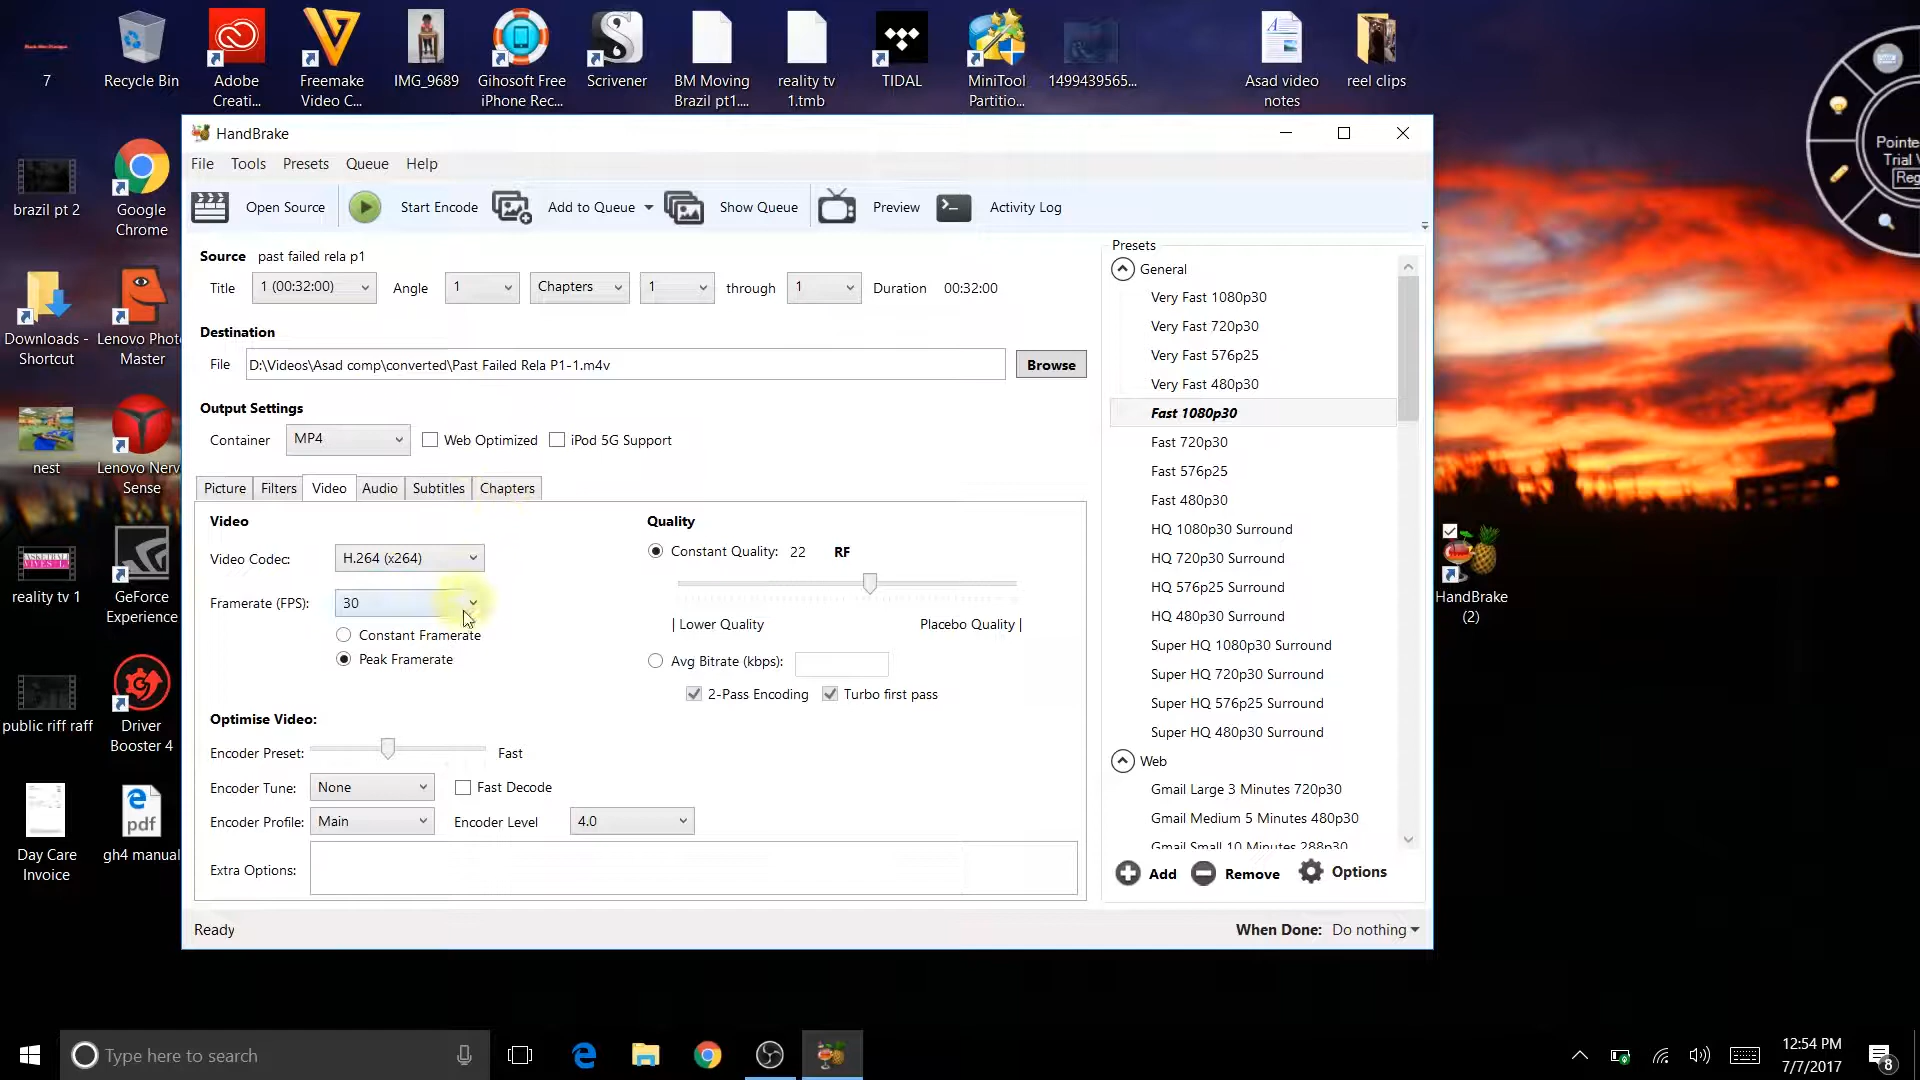 7
Recycle Bin
Adobe
Creati...
Freemake
Video C...
IMG_9689
Gihosoft Free
iPhone Rec...
Scrivener
BM Moving
Brazil pt1....
reality tv
1.tmb
TIDAL
MiniTool
Partitio...
1499439565...
Asad video
notes
reel clips
Pointe
Trial V
Reg
brazil pt 2
Google
Chrome
Downloads -
Shortcut
Lenovo Phot
Master
nest
Lenovo Nerv
Sense
reality tv 1
GeForce
Experience
public riff raff
Driver
Booster 4
Day Care
Invoice
pdf
gh4 manual
HandBrake
(2)
HandBrake
File Tools Presets Queue Help
Open Source Start Encode Add to Queue Show Queue Preview Activity Log
Source past failed rela p1
Title 1 (00:32:00) Angle 1 Chapters 1 through 1 Duration 00:32:00
Destination
File D:\Videos\Asad comp\converted\Past Failed Rela P1-1.m4v Browse
Output Settings
Container MP4 Web Optimized iPod 5G Support
Picture Filters Video Audio Subtitles Chapters
Video
Video Codec: H.264 (x264)
Framerate (FPS): 30
Constant Framerate
Peak Framerate
Quality
Constant Quality: 22 RF
| Lower Quality Placebo Quality |
Avg Bitrate (kbps):
2-Pass Encoding Turbo first pass
Optimise Video:
Encoder Preset: Fast
Encoder Tune: None Fast Decode
Encoder Profile: Main Encoder Level 4.0
Extra Options:
Presets
General
Very Fast 1080p30
Very Fast 720p30
Very Fast 576p25
Very Fast 480p30
Fast 1080p30
Fast 720p30
Fast 576p25
Fast 480p30
HQ 1080p30 Surround
HQ 720p30 Surround
HQ 576p25 Surround
HQ 480p30 Surround
Super HQ 1080p30 Surround
Super HQ 720p30 Surround
Super HQ 576p25 Surround
Super HQ 480p30 Surround
Web
Gmail Large 3 Minutes 720p30
Gmail Medium 5 Minutes 480p30
Gmail Small 10 Minutes 288p30
Add Remove Options
Ready
When Done: Do nothing
Type here to search
12:54 PM
7/7/2017
8